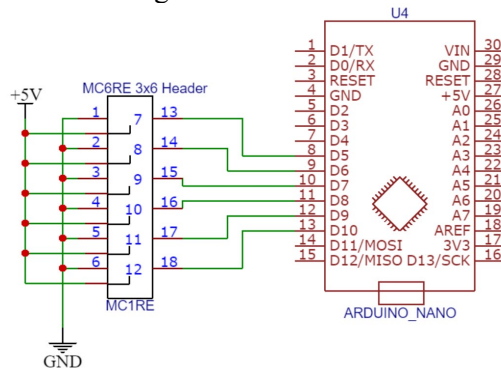 U4
1 D1/TX VIN 30
2 D0/RX GND 29
3 RESET RESET 28
4 GND +5V 27
5 D2 A0 26
6 D3 A1 25
7 D4 A2 24
8 D5 A3 23
9 D6 A4 22
10 D7 A5 21
11 D8 A6 20
12 D9 A7 19
13 D10 AREF 18
14 D11/MOSI 3V3 17
15 D12/MISO D13/SCK 16
ARDUINO_NANO
MC6RE 3x6 Header
+5V
1 7 13
2 8 14
3 9 15
4 10 16
5 11 17
6 12 18
MC1RE
GND